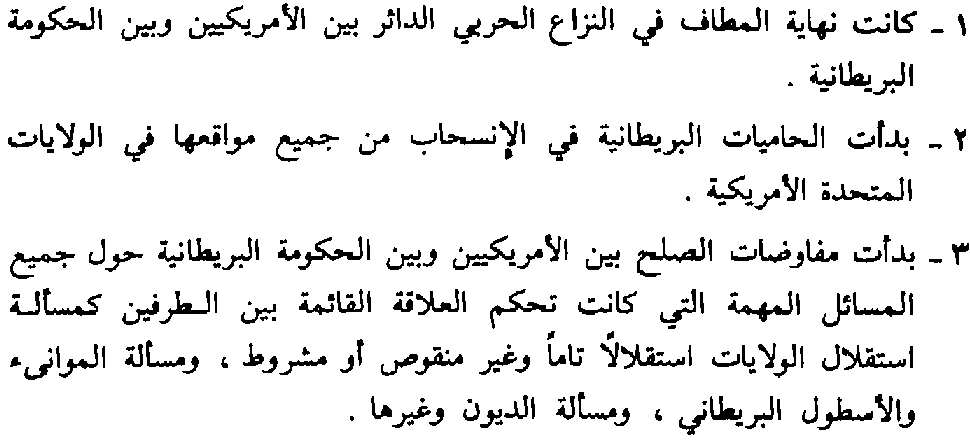 ١ - كانت نهاية المطاف في النزاع الحربي الدائر بين الأمريكيين وبين الحكومة
البريطانية .
٢ - بدأت الحاميات البريطانية في الإنسحاب من جميع مواقعها في الولايات
المتحدة الأمريكية .
٣ - بدأت مفاوضات الصلح بين الأمريكيين وبين الحكومة البريطانية حول جميع
المسائل المهمة التي كانت تحكم العلاقة القائمة بين الطرفين كمسألة
استقلال الولايات استقلالًا تاماً وغير منقوص أو مشروط ، ومسألة الموانىء
والأسطول البريطاني ، ومسألة الديون وغيرها .